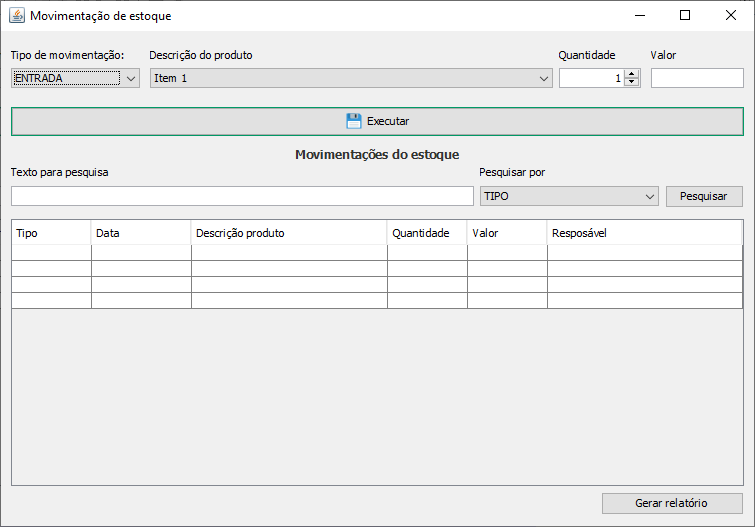 Movimentação de estoque
Tipo de movimentação: Descrição do produto Quantidade Valor
ENTRADA Item 1 1
Executar
Movimentações do estoque
Texto para pesquisa Pesquisar por
TIPO Pesquisar
Tipo Data Descrição produto Quantidade Valor Resposável
Gerar relatório